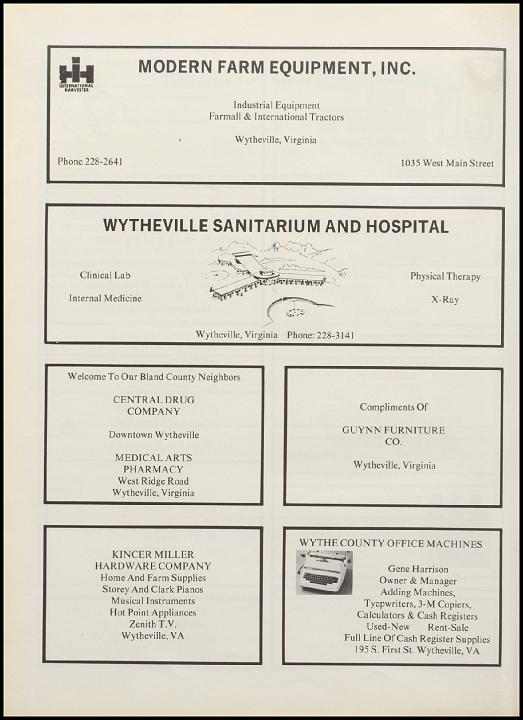 INTERNATIONAL
HARVESTER
MODERN FARM EQUIPMENT, INC.
Industrial Equipment
Farmall & International Tractors
Wytheville, Virginia
Phone 228-2641
1035 West Main Street
WYTHEVILLE SANITARIUM AND HOSPITAL
Clinical Lab
Physical Therapy
Internal Medicine
X-Ray
Wytheville, Virginia Phone: 228-3141
Welcome To Our Bland County Neighbors
CENTRAL DRUG
COMPANY
Downtown Wytheville
MEDICAL ARTS
PHARMACY
West Ridge Road
Wytheville, Virginia
Compliments Of
GUYNN FURNITURE
CO.
Wytheville, Virginia
KINCER MILLER
HARDWARE COMPANY
Home And Farm Supplies
Storey And Clark Pianos
Musical Instruments
Hot Point Appliances
Zenith T.V.
Wytheville, VA
WYTHE COUNTY OFFICE MACHINES
Gene Harrison
Owner & Manager
Adding Machines,
Tyepwriters, 3-M Copiers,
Calculators & Cash Registers
Used-New Rent-Sale
Full Line Of Cash Register Supplies
195 S. First St. Wytheville, VA